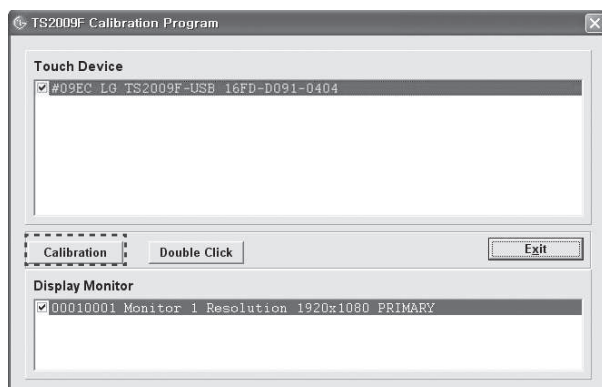 TS2009F Calibration Program
Touch Device
#09EC LG TS2009F-USB 16FD-D091-0404
Calibration Double Click Exit
Display Monitor
00010001 Monitor 1 Resolution 1920x1080 PRIMARY